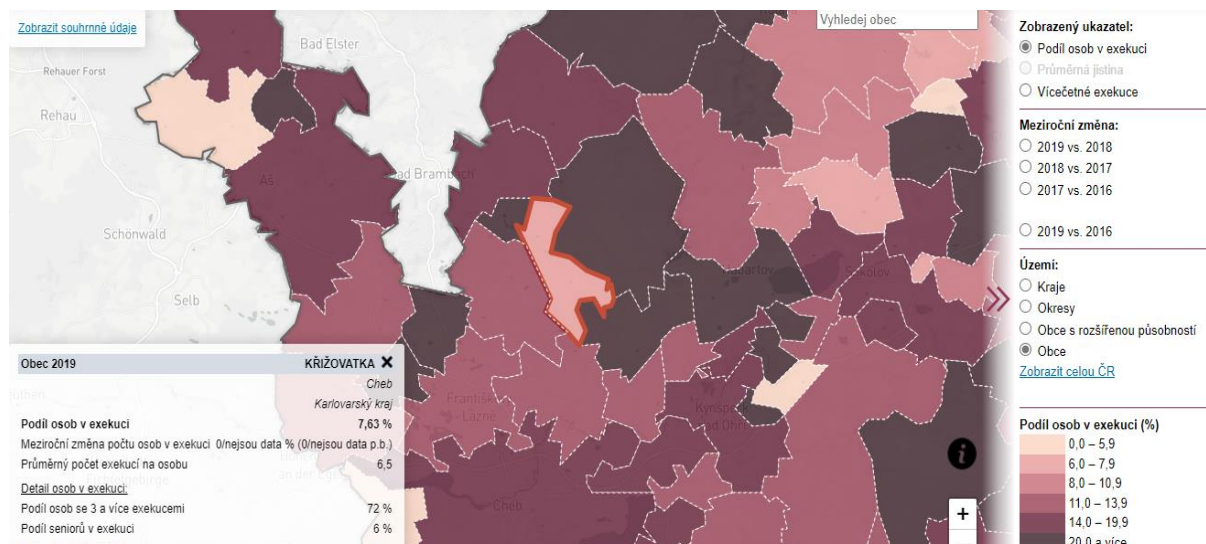 Zobrazit souhrnné údaje
Vyhledej obec
Bad Elster
Rehauer Forst
Rehau
Aš
Bad Brambach
Schönwald
Selb
Sokolov
Františkovy
Lázně
Kynšperk
nad Ohří
Cheb
Obec 2019 KŘIŽOVATKA ✕
Cheb
Karlovarský kraj
Podíl osob v exekuci 7,63 %
Meziroční změna počtu osob v exekuci 0/nejsou data % (0/nejsou data p.b.)
Průměrný počet exekucí na osobu 6,5
Detail osob v exekuci:
Podíl osob se 3 a více exekucemi 72 %
Podíl seniorů v exekuci 6 %
Zobrazený ukazatel:
Podíl osob v exekuci
Průměrná jistina
Vícečetné exekuce
Meziroční změna:
2019 vs. 2018
2018 vs. 2017
2017 vs. 2016
2019 vs. 2016
Území:
Kraje
Okresy
Obce s rozšířenou působností
Obce
Zobrazit celou ČR
Podíl osob v exekuci (%)
0,0 – 5,9
6,0 – 7,9
8,0 – 10,9
11,0 – 13,9
14,0 – 19,9
20,0 a více
i
+